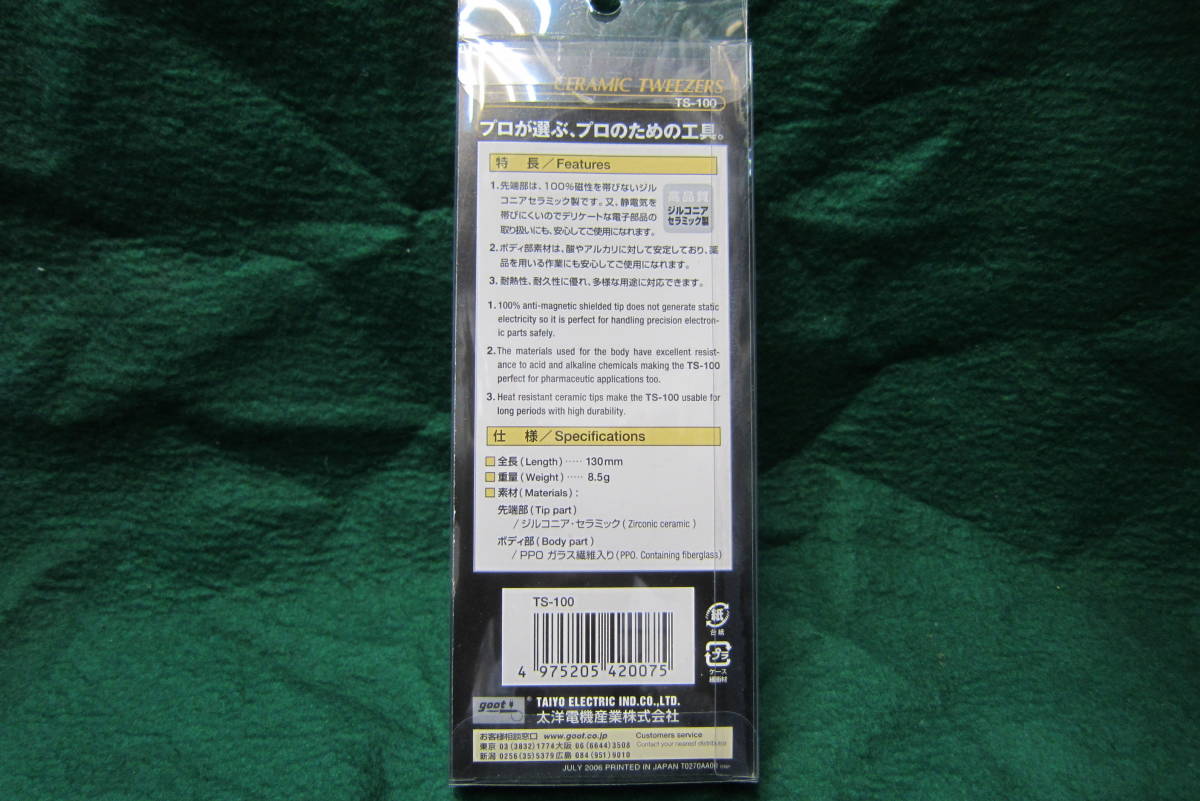 CERAMIC TWEEZERS
TS-100
プロが選ぶ、プロのための工具。
特 長/Features
1.先端部は、100%磁性を帯びないジル
コニアセラミック製です。又、静電気を
帯びにくいのでデリケートな電子部品の
取り扱いにも、安心してご使用になれます。
高品質
ジルコニア
セラミック製
2.ボディ部素材は、酸やアルカリに対して安定しており、薬
品を用いる作業にも安心してご使用になれます。
3.耐熱性、耐久性に優れ、多様な用途に対応できます。
1.100% anti-magnetic shielded tip does not generate static
electricity so it is perfect for handling precision electron-
ic parts safely.
2.The materials used for the body have excellent resist-
ance to acid and alkaline chemicals making the TS-100
perfect for pharmaceutic applications too.
3.Heat resistant ceramic tips make the TS-100 usable for
long periods with high durability.
仕 様/Specifications
全長(Length)····· 130mm
重量(Weight)····· 8.5g
素材(Materials):
先端部(Tip part)
/ジルコニア・セラミック(Zirconic ceramic)
ボディ部(Body part)
/PPO ガラス繊維入り(PPO. Containing fiberglass)
TS-100
4 975205 420075
紙
台紙
プラ
ケース
緩衝材
goot ® TAIYO ELECTRIC IND.CO.,LTD.
太洋電機産業株式会社
お客様相談窓口 www.goot.co.jp
東京 03(3832)1774 大阪 06(6644)3508
新潟 0256(35)5379 広島 084(951)9010
Customers service
Contact your nearest distributor
JULY 2006 PRINTED IN JAPAN T0270AA00